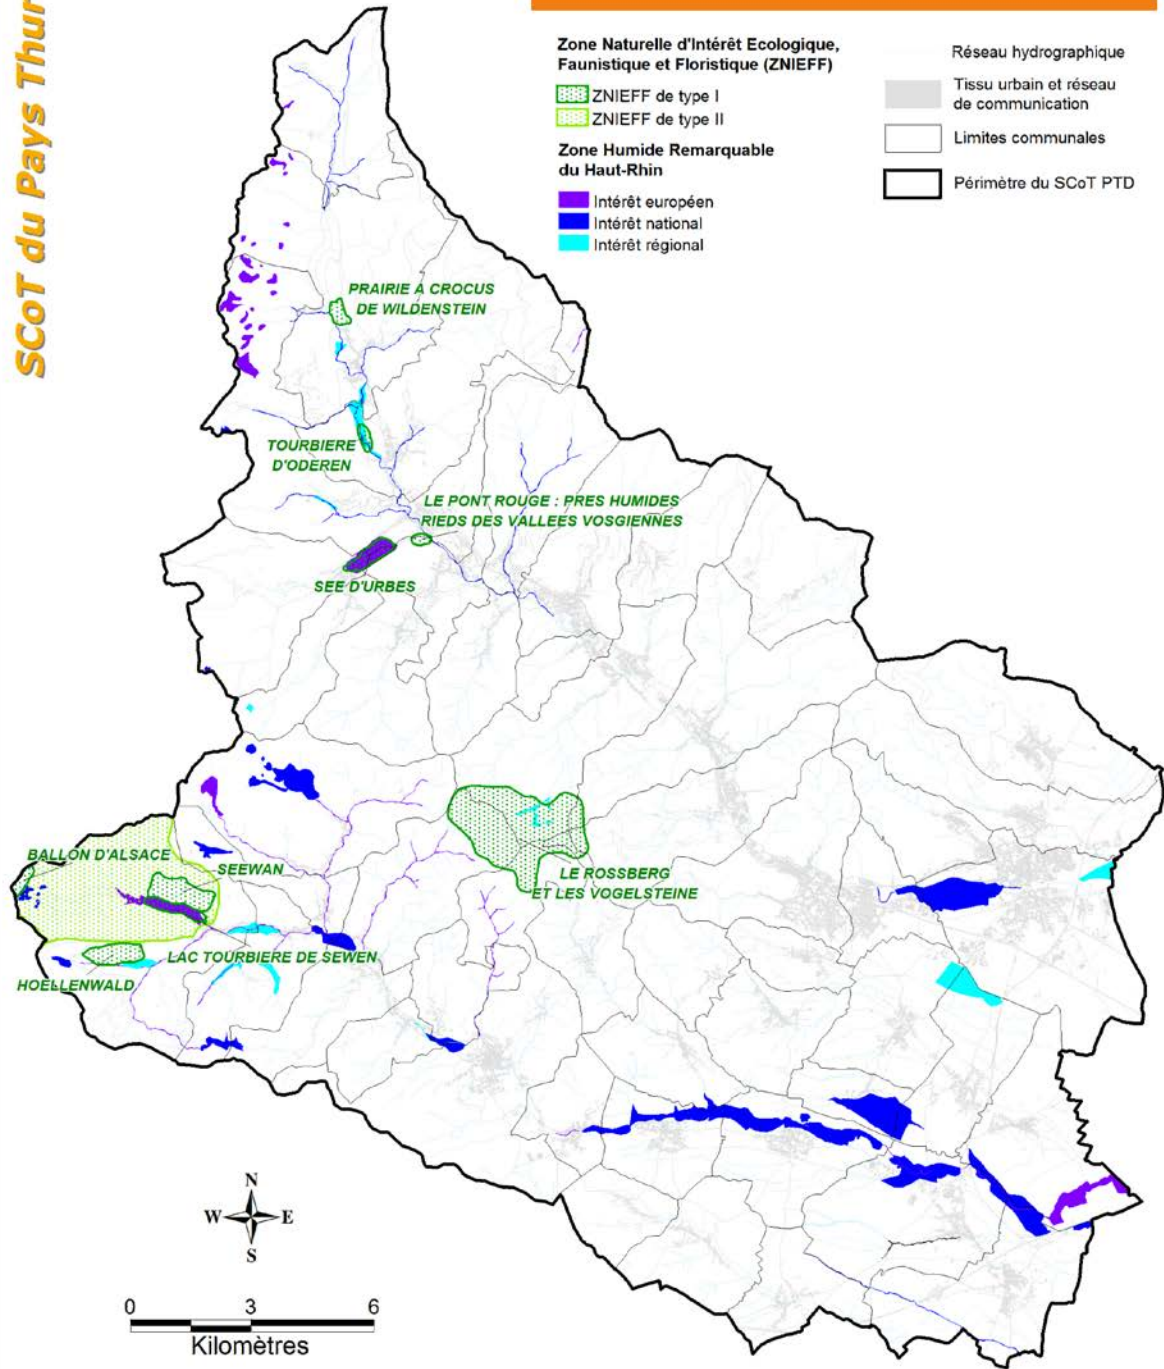 SCoT du Pays Thur
Zone Naturelle d'Intérêt Ecologique,
Faunistique et Floristique (ZNIEFF)
ZNIEFF de type I
ZNIEFF de type II
Zone Humide Remarquable
du Haut-Rhin
Intérêt européen
Intérêt national
Intérêt régional
Réseau hydrographique
Tissu urbain et réseau
de communication
Limites communales
Périmètre du SCoT PTD
PRAIRIE A CROCUS
DE WILDENSTEIN
TOURBIERE
D'ODEREN
LE PONT ROUGE : PRES HUMIDES
RIEDS DES VALLEES VOSGIENNES
SEE D'URBES
BALLON D'ALSACE
SEEWAN
LE ROSSBERG
ET LES VOGELSTEINE
LAC TOURBIERE DE SEWEN
HOELLENWALD
N
W E
S
0 3 6
Kilomètres